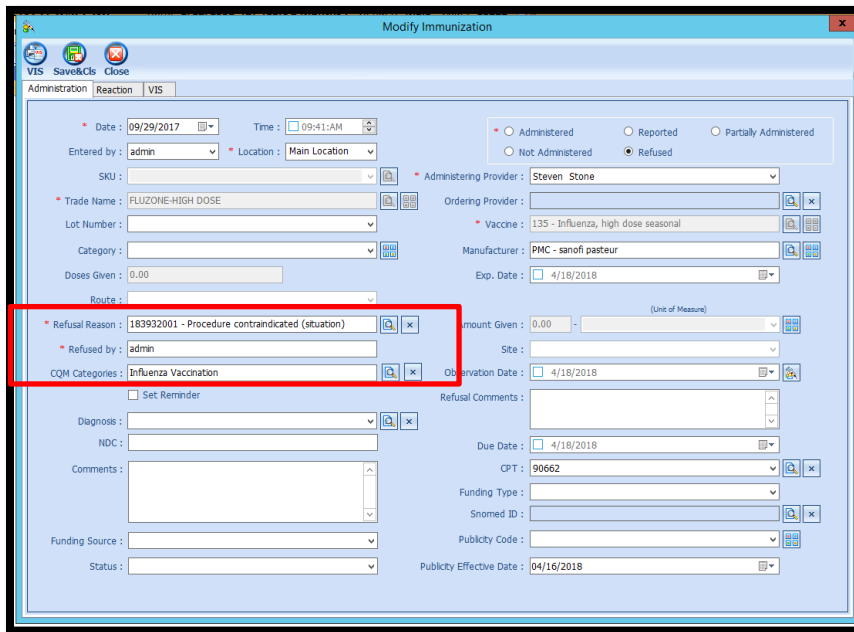 Modify Immunization
x
VIS Save&Cls Close
Administration Reaction VIS
* Date : 09/29/2017 Time : 09:41:AM
* Administered Reported Partially Administered
Entered by : admin * Location : Main Location
Not Administered Refused
SKU : * Administering Provider : Steven Stone
* Trade Name : FLUZONE-HIGH DOSE Ordering Provider :
Lot Number : * Vaccine : 135 - Influenza, high dose seasonal
Category : Manufacturer : PMC - sanofi pasteur
Doses Given : 0.00 Exp. Date : 4/18/2018
Route :
(Unit of Measure)
* Refusal Reason : 183932001 - Procedure contraindicated (situation) Amount Given : 0.00 -
* Refused by : admin Site :
CQM Categories : Influenza Vaccination Observation Date : 4/18/2018
Set Reminder Refusal Comments :
Diagnosis :
NDC : Due Date : 4/18/2018
Comments : CPT : 90662
Funding Type :
Snomed ID :
Funding Source : Publicity Code :
Status : Publicity Effective Date : 04/16/2018